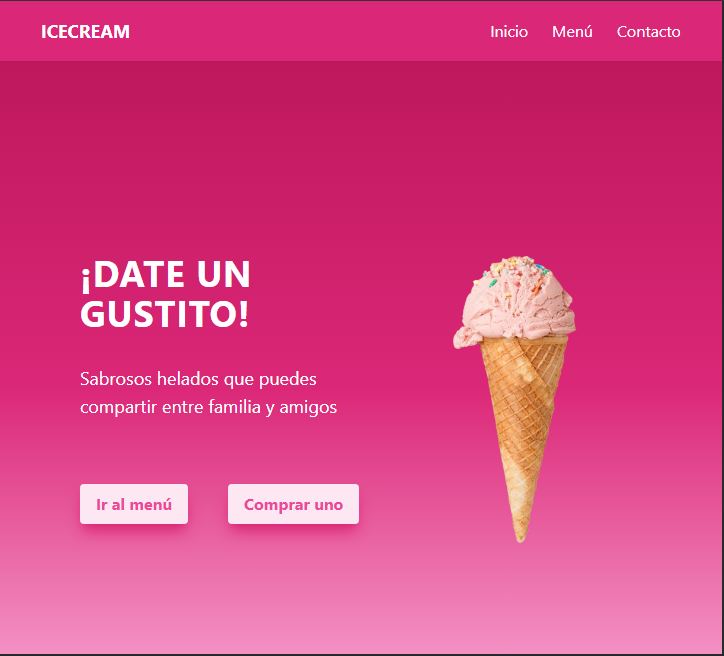 ICECREAM
Inicio Menú Contacto
¡DATE UN
GUSTITO!
Sabrosos helados que puedes
compartir entre familia y amigos
Ir al menú
Comprar uno